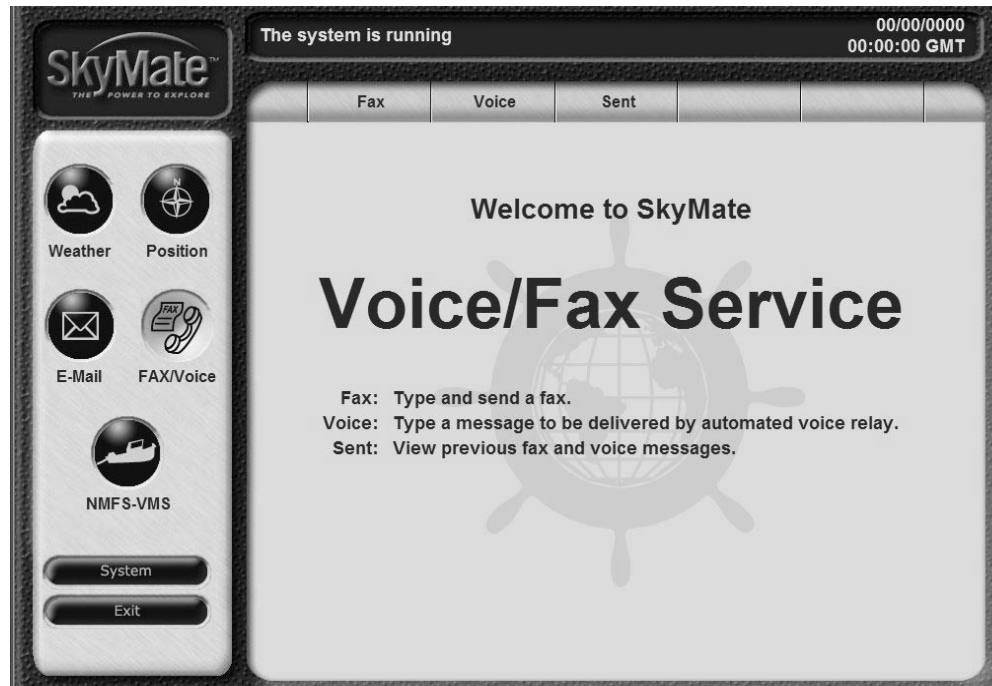 SkyMate™
THE POWER TO EXPLORE
The system is running
00/00/0000
00:00:00 GMT
Fax Voice Sent
Weather Position
N
FAX
E-Mail FAX/Voice
NMFS-VMS
System
Exit
Welcome to SkyMate
Voice/Fax Service
Fax: Type and send a fax.
Voice: Type a message to be delivered by automated voice relay.
Sent: View previous fax and voice messages.